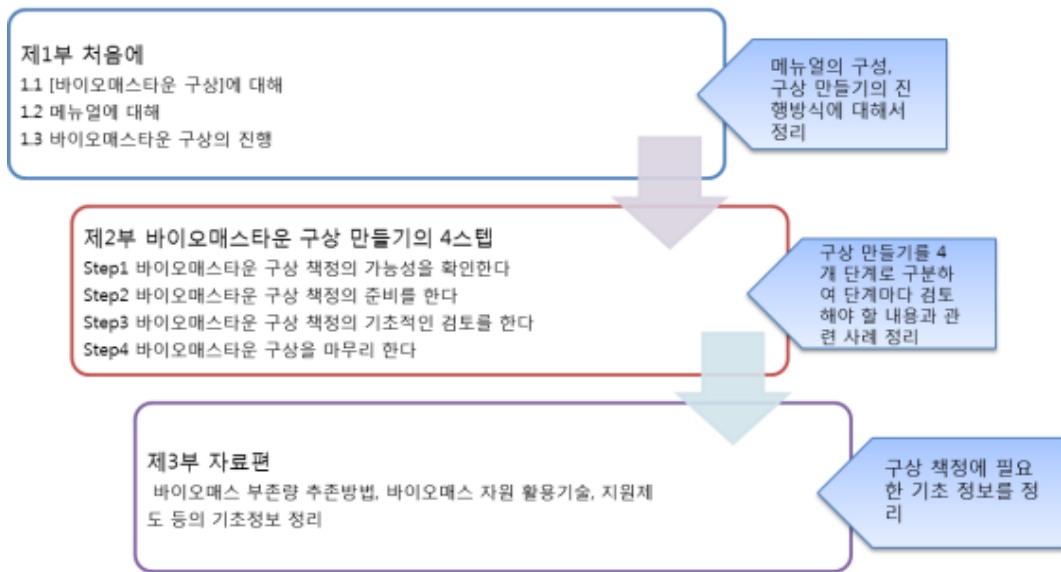 제1부 처음에
1.1 [바이오매스타운 구상]에 대해
1.2 메뉴얼에 대해
1.3 바이오매스타운 구상의 진행
메뉴얼의 구성,
구상 만들기의 진
행방식에 대해서
정리
제2부 바이오매스타운 구상 만들기의 4스텝
Step1 바이오매스타운 구상 책정의 가능성을 확인한다
Step2 바이오매스타운 구상 책정의 준비를 한다
Step3 바이오매스타운 구상 책정의 기초적인 검토를 한다
Step4 바이오매스타운 구상을 마무리 한다
구상 만들기를 4
개 단계로 구분하
여 단계마다 검토
해야 할 내용과 관
련 사례 정리
제3부 자료편
바이오매스 부존량 추존방법, 바이오매스 자원 활용기술, 지원제
도 등의 기초정보 정리
구상 책정에 필요
한 기초 정보를 정
리